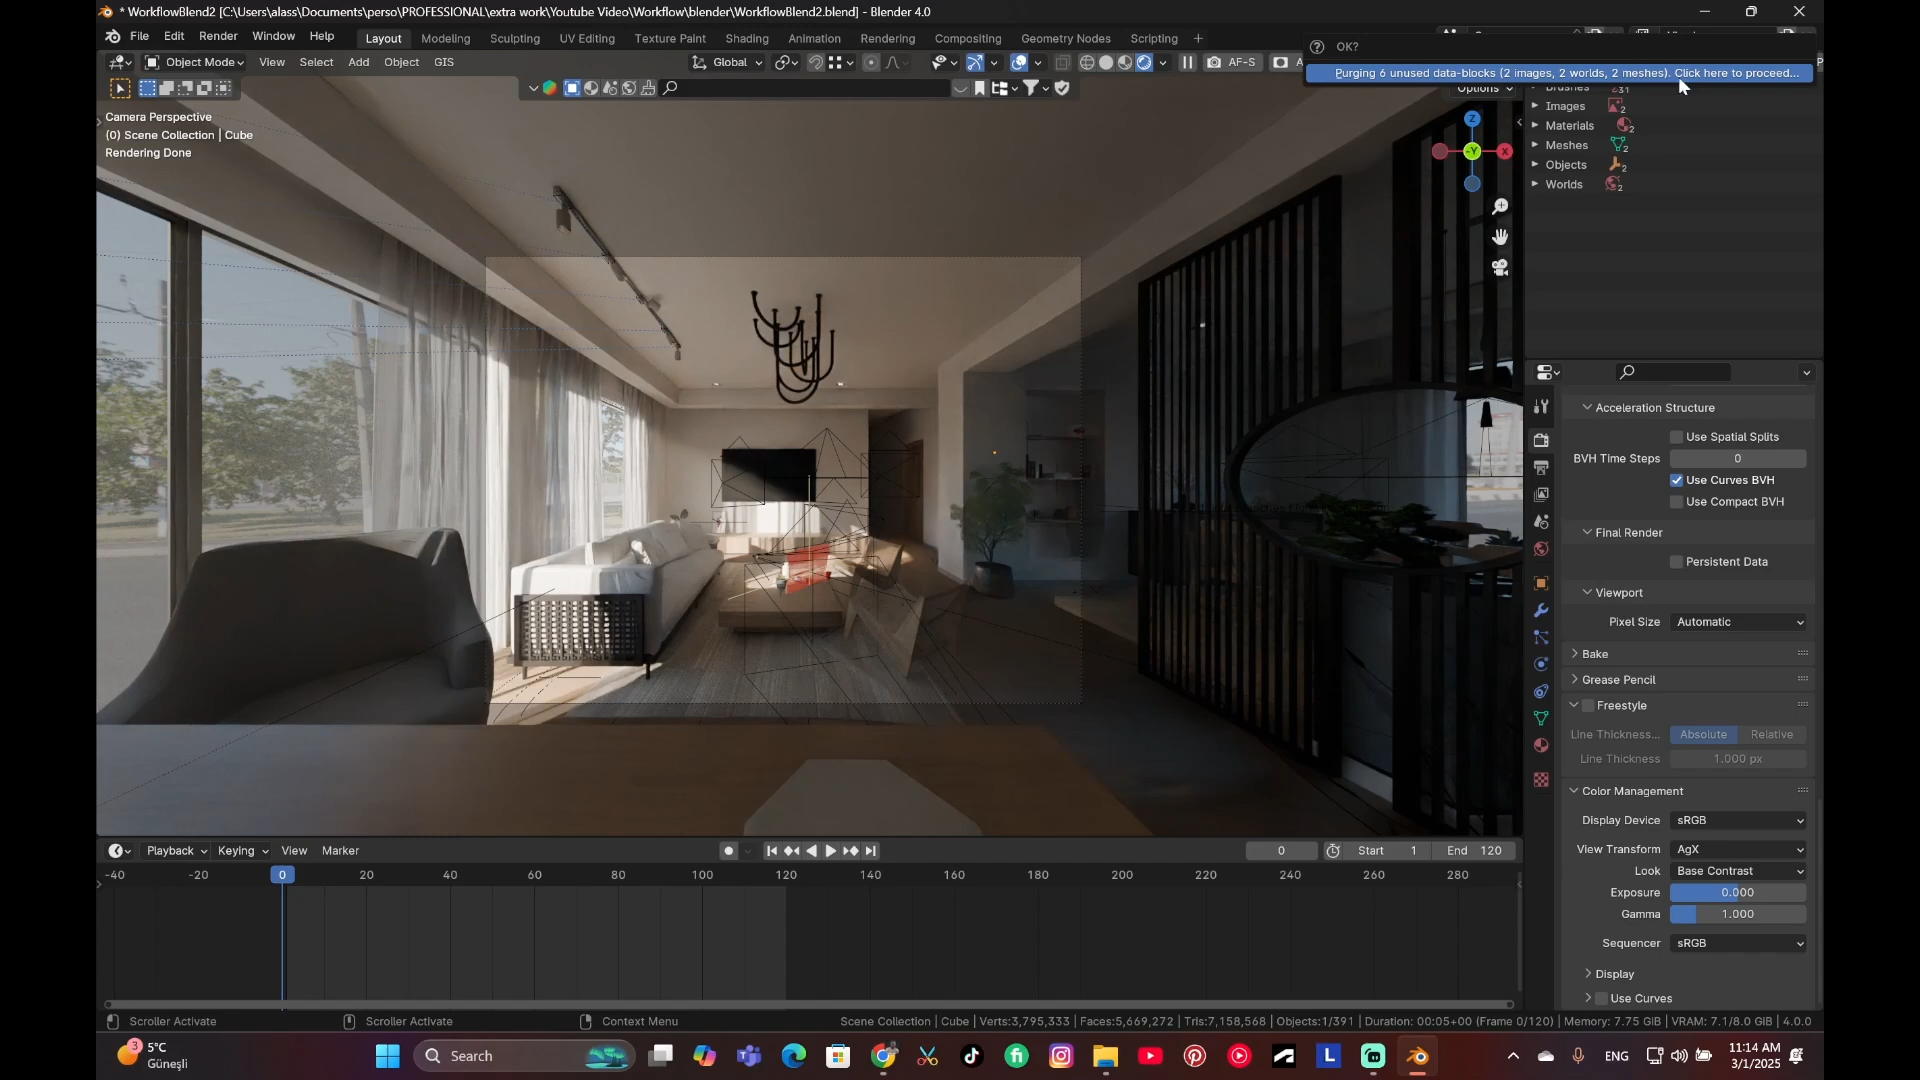 * WorkflowBlend2 [C:\Users\alass\Documents\perso\PROFESSIONAL\extra work\Youtube Video\Workflow\blender\WorkflowBlend2.blend] - Blender 4.0
File Edit Render Window Help Layout Modeling Sculpting UV Editing Texture Paint Shading Animation Rendering Compositing Geometry Nodes Scripting +
OK?
Purging 6 unused data-blocks (2 images, 2 worlds, 2 meshes). Click here to proceed...
Object Mode View Select Add Object GIS Global AF-S
Options
Camera Perspective
(0) Scene Collection | Cube
Rendering Done
Z
-Y
X
Brushes 31
Images 2
Materials 2
Meshes 2
Objects 2
Worlds 2
Acceleration Structure
Use Spatial Splits
BVH Time Steps 0
Use Curves BVH
Use Compact BVH
Final Render
Persistent Data
Viewport
Pixel Size Automatic
Bake
Grease Pencil
Freestyle
Line Thickness... Absolute Relative
Line Thickness 1.000 px
Color Management
Display Device sRGB
View Transform AgX
Look Base Contrast
Exposure 0.000
Gamma 1.000
Sequencer sRGB
Display
Use Curves
Playback Keying View Marker 0 Start 1 End 120
-40 -20 0 20 40 60 80 100 120 140 160 180 200 220 240 260 280
Scroller Activate Scroller Activate Context Menu Scene Collection | Cube | Verts:3,795,333 | Faces:5,669,272 | Tris:7,158,568 | Objects:1/391 | Duration: 00:05+00 (Frame 0/120) | Memory: 7.75 GiB | VRAM: 7.1/8.0 GiB | 4.0.0
3
5°C
Güneşli
Search
ENG
11:14 AM
3/1/2025